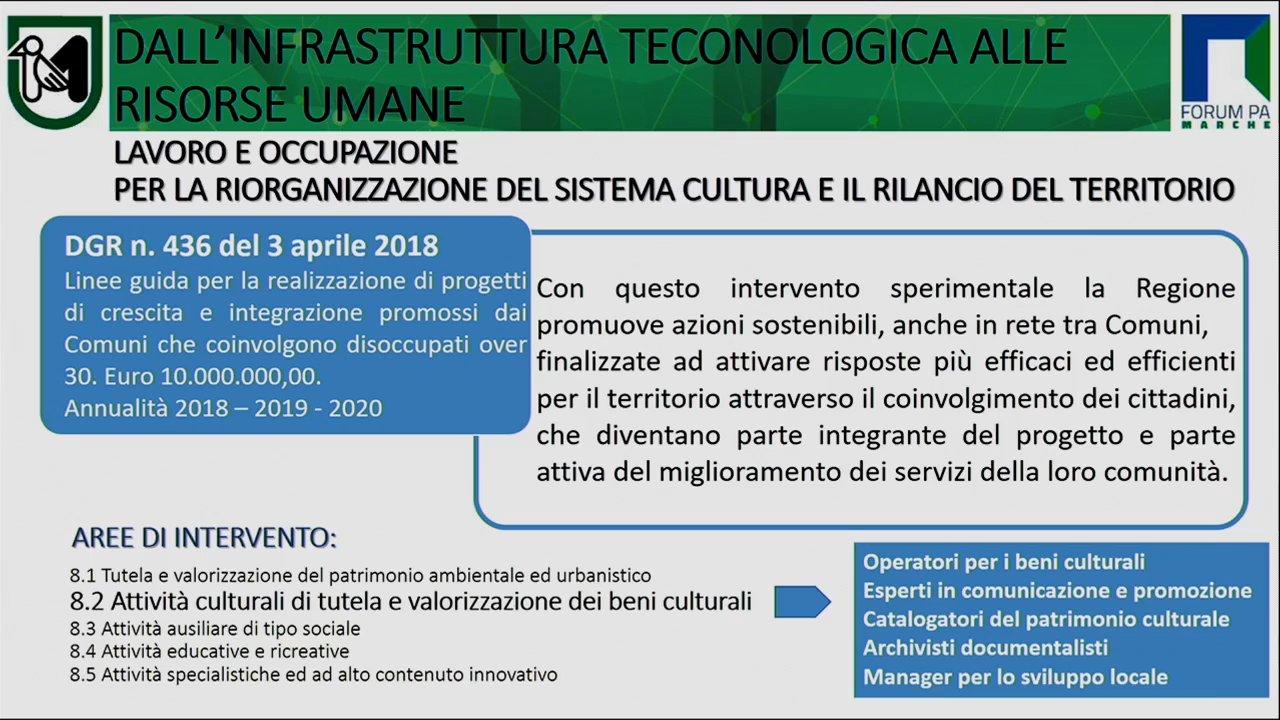 DALL'INFRASTRUTTURA TECONOLOGICA ALLE
RISORSE UMANE
FORUM PA
MARCHE
LAVORO E OCCUPAZIONE
PER LA RIORGANIZZAZIONE DEL SISTEMA CULTURA E IL RILANCIO DEL TERRITORIO
DGR n. 436 del 3 aprile 2018
Linee guida per la realizzazione di progetti
di crescita e integrazione promossi dai
Comuni che coinvolgono disoccupati over
30. Euro 10.000.000,00.
Annualità 2018 – 2019 - 2020
Con questo intervento sperimentale la Regione
promuove azioni sostenibili, anche in rete tra Comuni,
finalizzate ad attivare risposte più efficaci ed efficienti
per il territorio attraverso il coinvolgimento dei cittadini,
che diventano parte integrante del progetto e parte
attiva del miglioramento dei servizi della loro comunità.
AREE DI INTERVENTO:
8.1 Tutela e valorizzazione del patrimonio ambientale ed urbanistico
8.2 Attività culturali di tutela e valorizzazione dei beni culturali
8.3 Attività ausiliare di tipo sociale
8.4 Attività educative e ricreative
8.5 Attività specialistiche ed ad alto contenuto innovativo
Operatori per i beni culturali
Esperti in comunicazione e promozione
Catalogatori del patrimonio culturale
Archivisti documentalisti
Manager per lo sviluppo locale